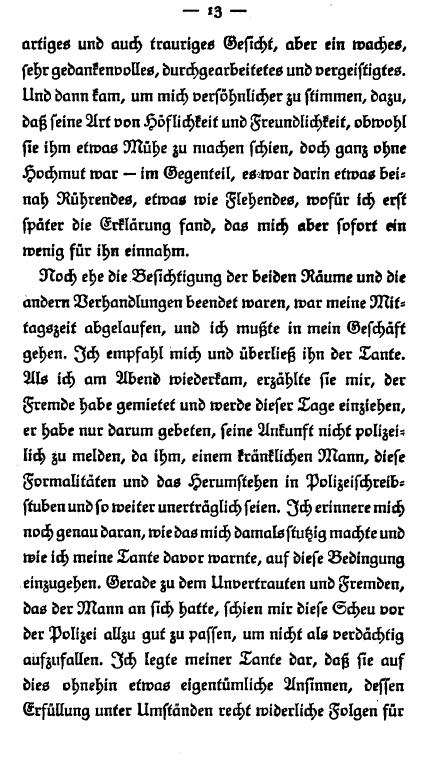 — 13 —
artiges und auch trauriges Gesicht, aber ein waches,
sehr gedankenvolles, durchgearbeitetes und vergeistigtes.
Und dann kam, um mich versöhnlicher zu stimmen, dazu,
daß seine Art von Höflichkeit und Freundlichkeit, obwohl
sie ihm etwas Mühe zu machen schien, doch ganz ohne
Hochmut war — im Gegenteil, es war darin etwas bei-
nah Rührendes, etwas wie Flehendes, wofür ich erst
später die Erklärung fand, das mich aber sofort ein
wenig für ihn einnahm.
Noch ehe die Besichtigung der beiden Räume und die
andern Verhandlungen beendet waren, war meine Mit-
tagszeit abgelaufen, und ich mußte in mein Geschäft
gehen. Ich empfahl mich und überließ ihn der Tante.
Als ich am Abend wiederkam, erzählte sie mir, der
Fremde habe gemietet und werde dieser Tage einziehen,
er habe nur darum gebeten, seine Ankunft nicht polizei-
lich zu melden, da ihm, einem kränklichen Mann, diese
Formalitäten und das Herumstehen in Polizeischreib-
stuben und so weiter unerträglich seien. Ich erinnere mich
noch genau daran, wie das mich damals stutzig machte und
wie ich meine Tante davor warnte, auf diese Bedingung
einzugehen. Gerade zu dem Unvertrauten und Fremden,
das der Mann an sich hatte, schien mir diese Scheu vor
der Polizei allzu gut zu passen, um nicht als verdächtig
aufzufallen. Ich legte meiner Tante dar, daß sie auf
dies ohnehin etwas eigentümliche Ansinnen, dessen
Erfüllung unter Umständen recht widerliche Folgen für